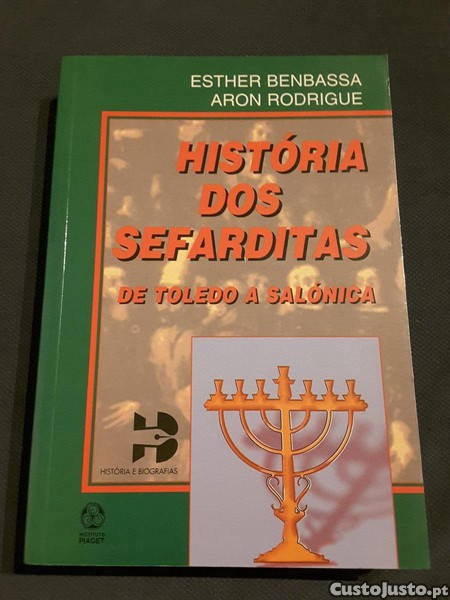 ESTHER BENBASSA
ARON RODRIGUE
HISTÓRIA
DOS
SEFARDITAS
DE TOLEDO A SALÓNICA
HISTÓRIA E BIOGRAFIAS
INSTITUTO
PIAGET
CustoJusto.pt